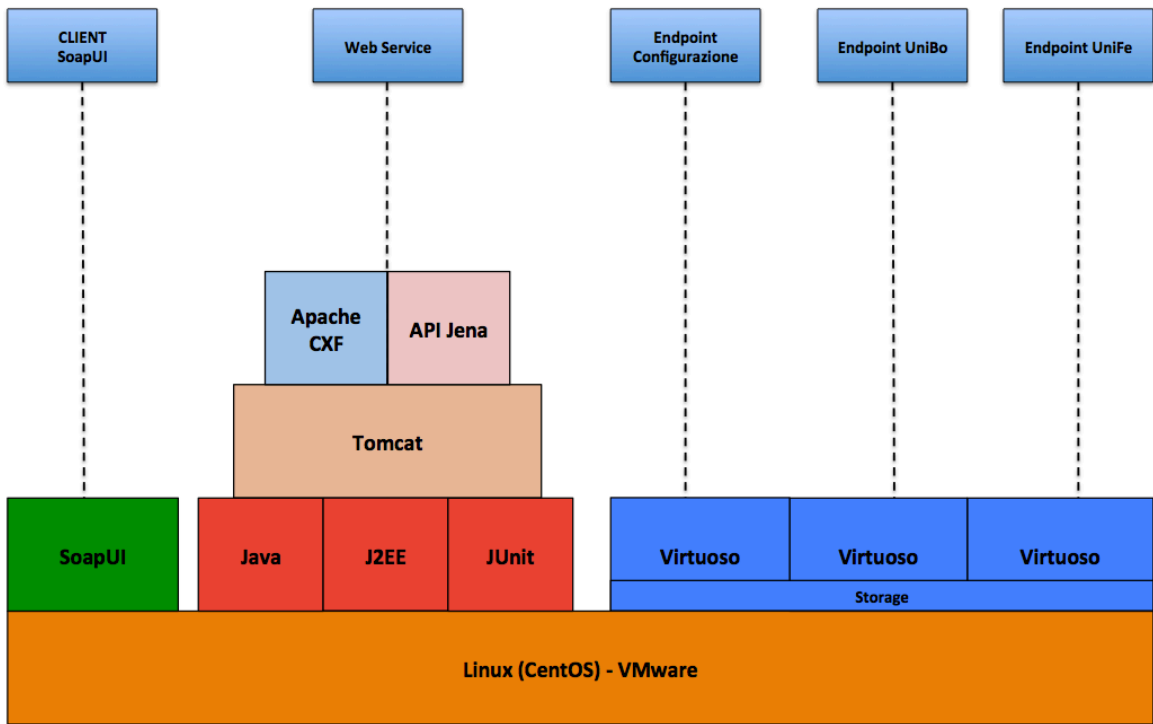 CLIENT
SoapUI
Web Service
Endpoint
Configurazione
Endpoint UniBo
Endpoint UniFe
Apache
CXF
API Jena
Tomcat
SoapUI
Java
J2EE
JUnit
Virtuoso
Virtuoso
Virtuoso
Storage
Linux (CentOS) - VMware